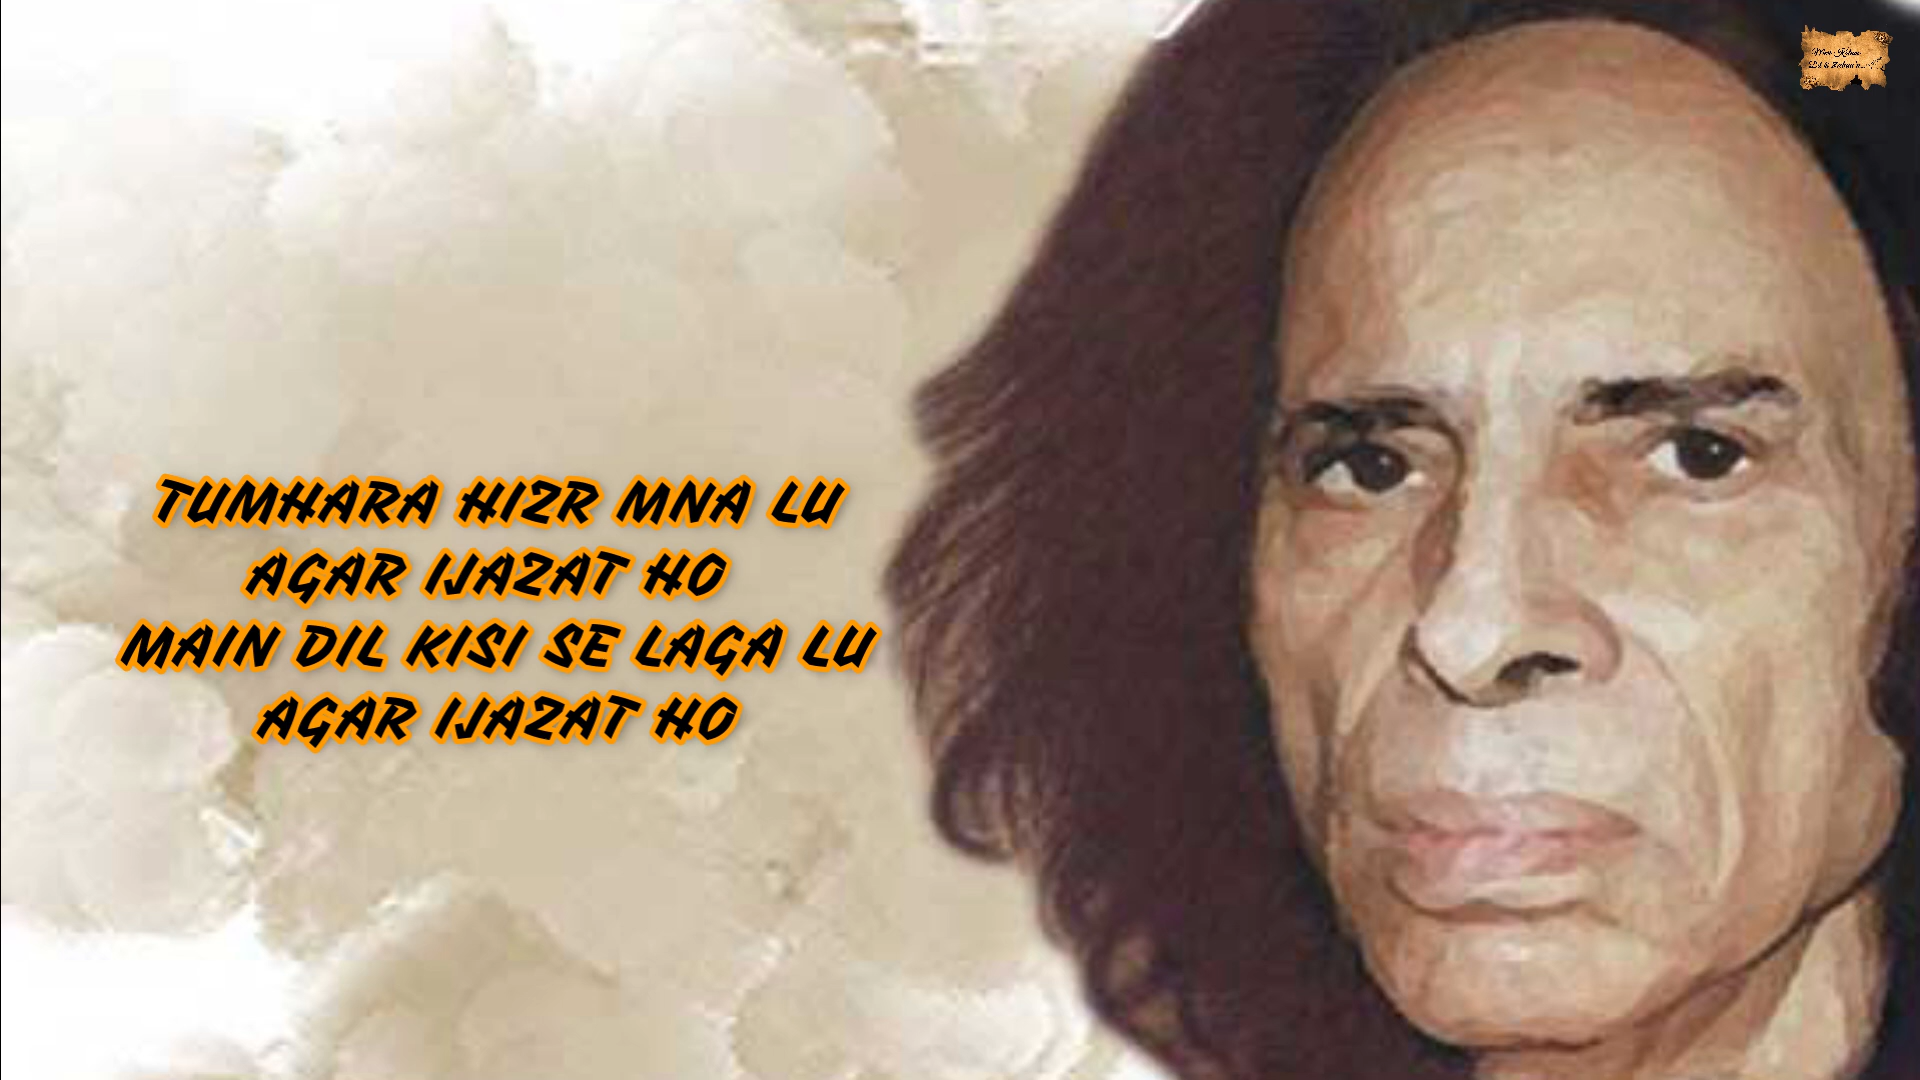 TUMHARA HIZR MNA LU
AGAR IJAZAT HO
MAIN DIL KISI SE LAGA LU
AGAR IJAZAT HO